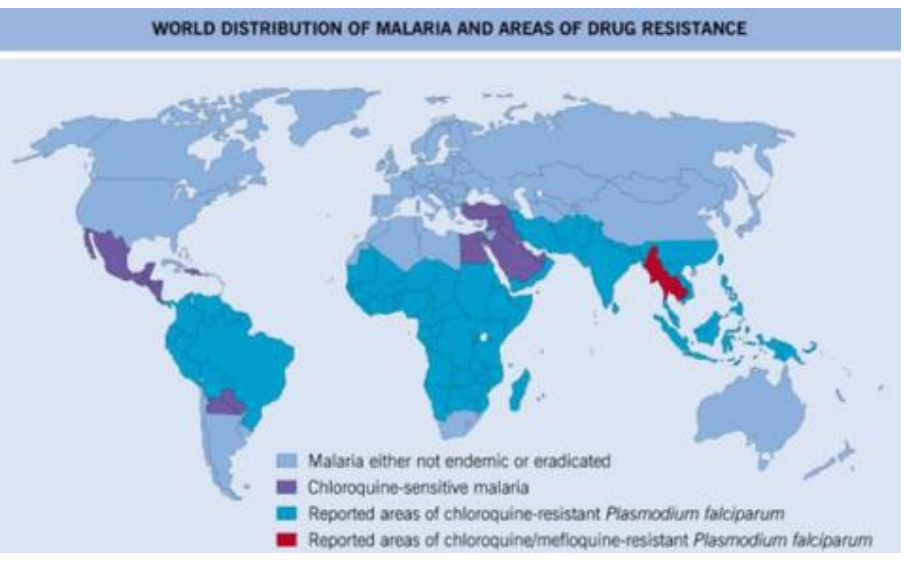 WORLD DISTRIBUTION OF MALARIA AND AREAS OF DRUG RESISTANCE
Malaria either not endemic or eradicated
Chloroquine-sensitive malaria
Reported areas of chloroquine-resistant Plasmodium falciparum
Reported areas of chloroquine/mefloquine-resistant Plasmodium falciparum